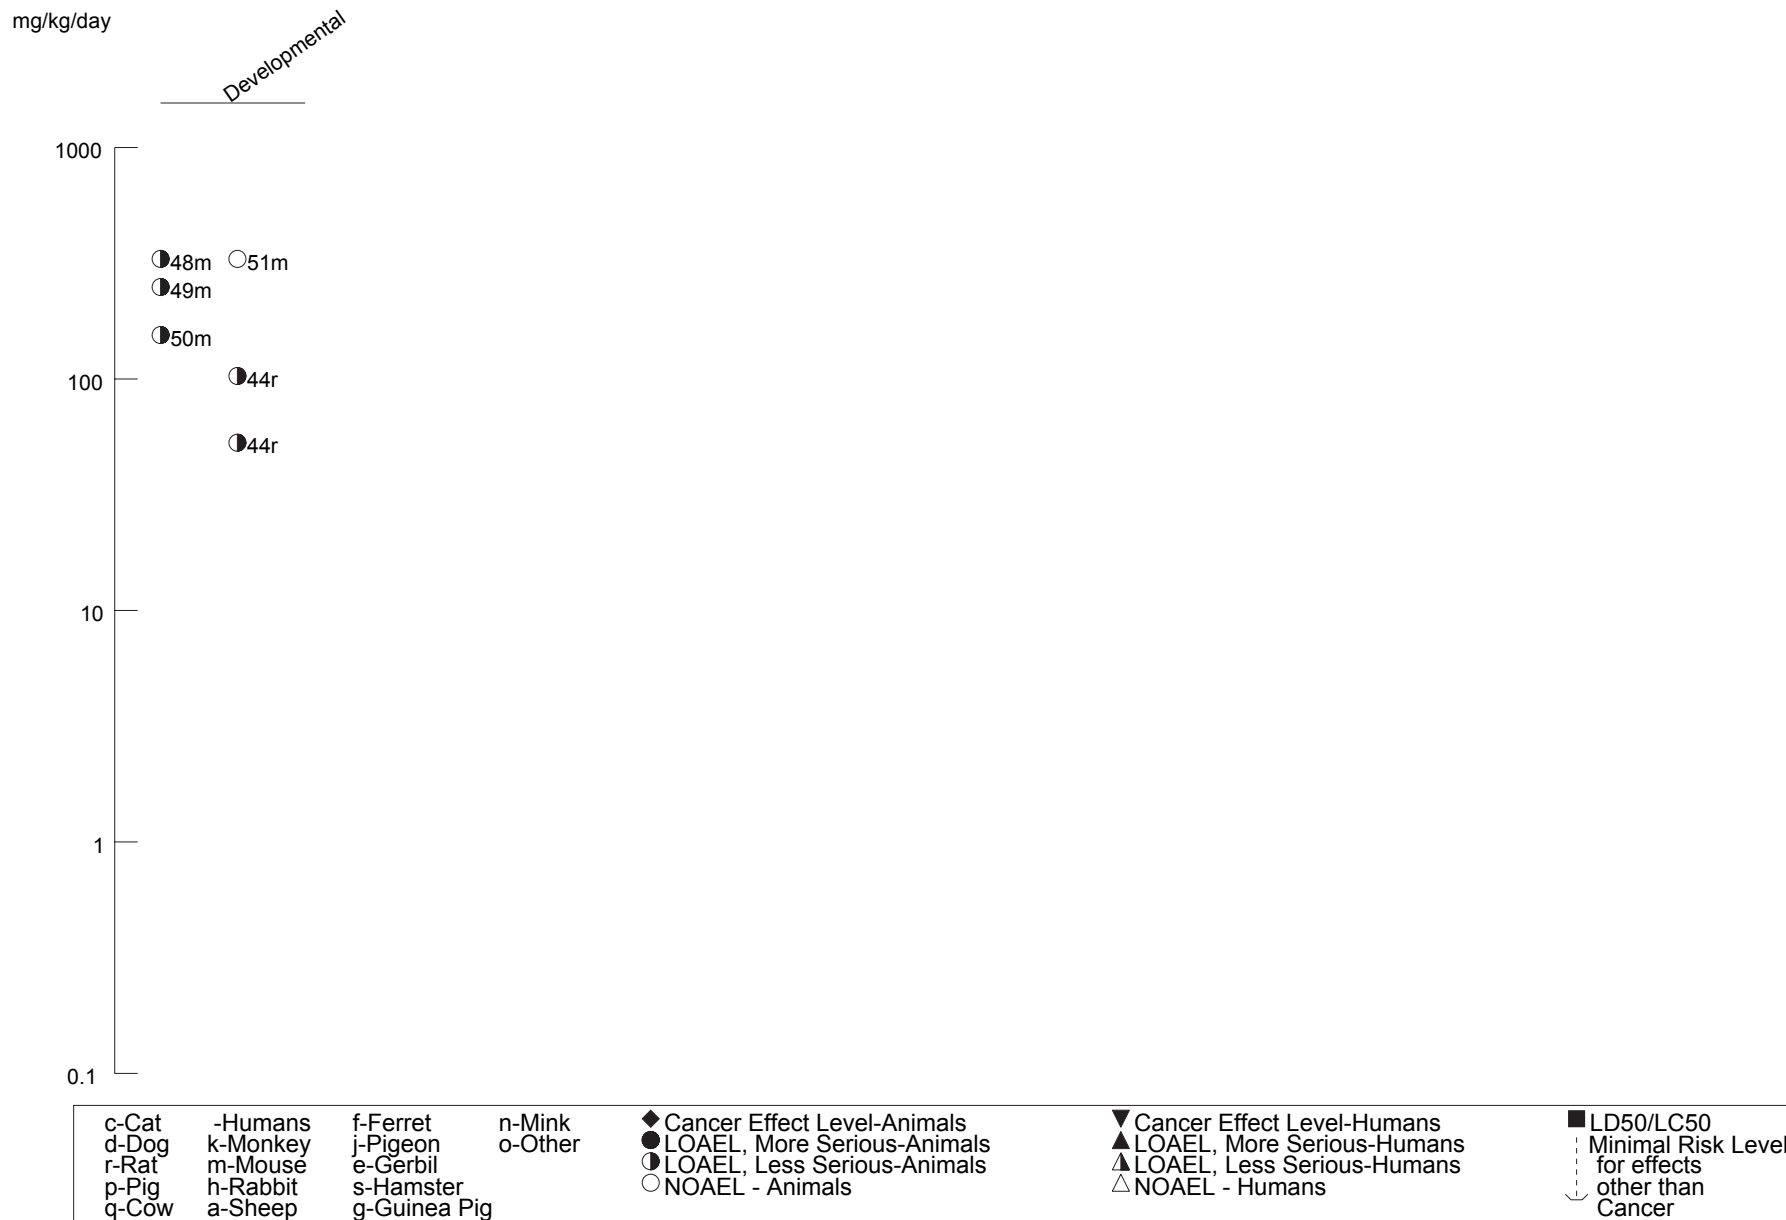 mg/kg/day
Developmental
1000
48m 51m
49m
50m
100
44r
44r
10
1
0.1
c-Cat -Humans f-Ferret n-Mink Cancer Effect Level-Animals Cancer Effect Level-Humans LD50/LC50
d-Dog k-Monkey j-Pigeon o-Other LOAEL, More Serious-Animals LOAEL, More Serious-Humans Minimal Risk Level
r-Rat m-Mouse e-Gerbil LOAEL, Less Serious-Animals LOAEL, Less Serious-Humans for effects
p-Pig h-Rabbit s-Hamster NOAEL - Animals NOAEL - Humans other than
q-Cow a-Sheep g-Guinea Pig Cancer